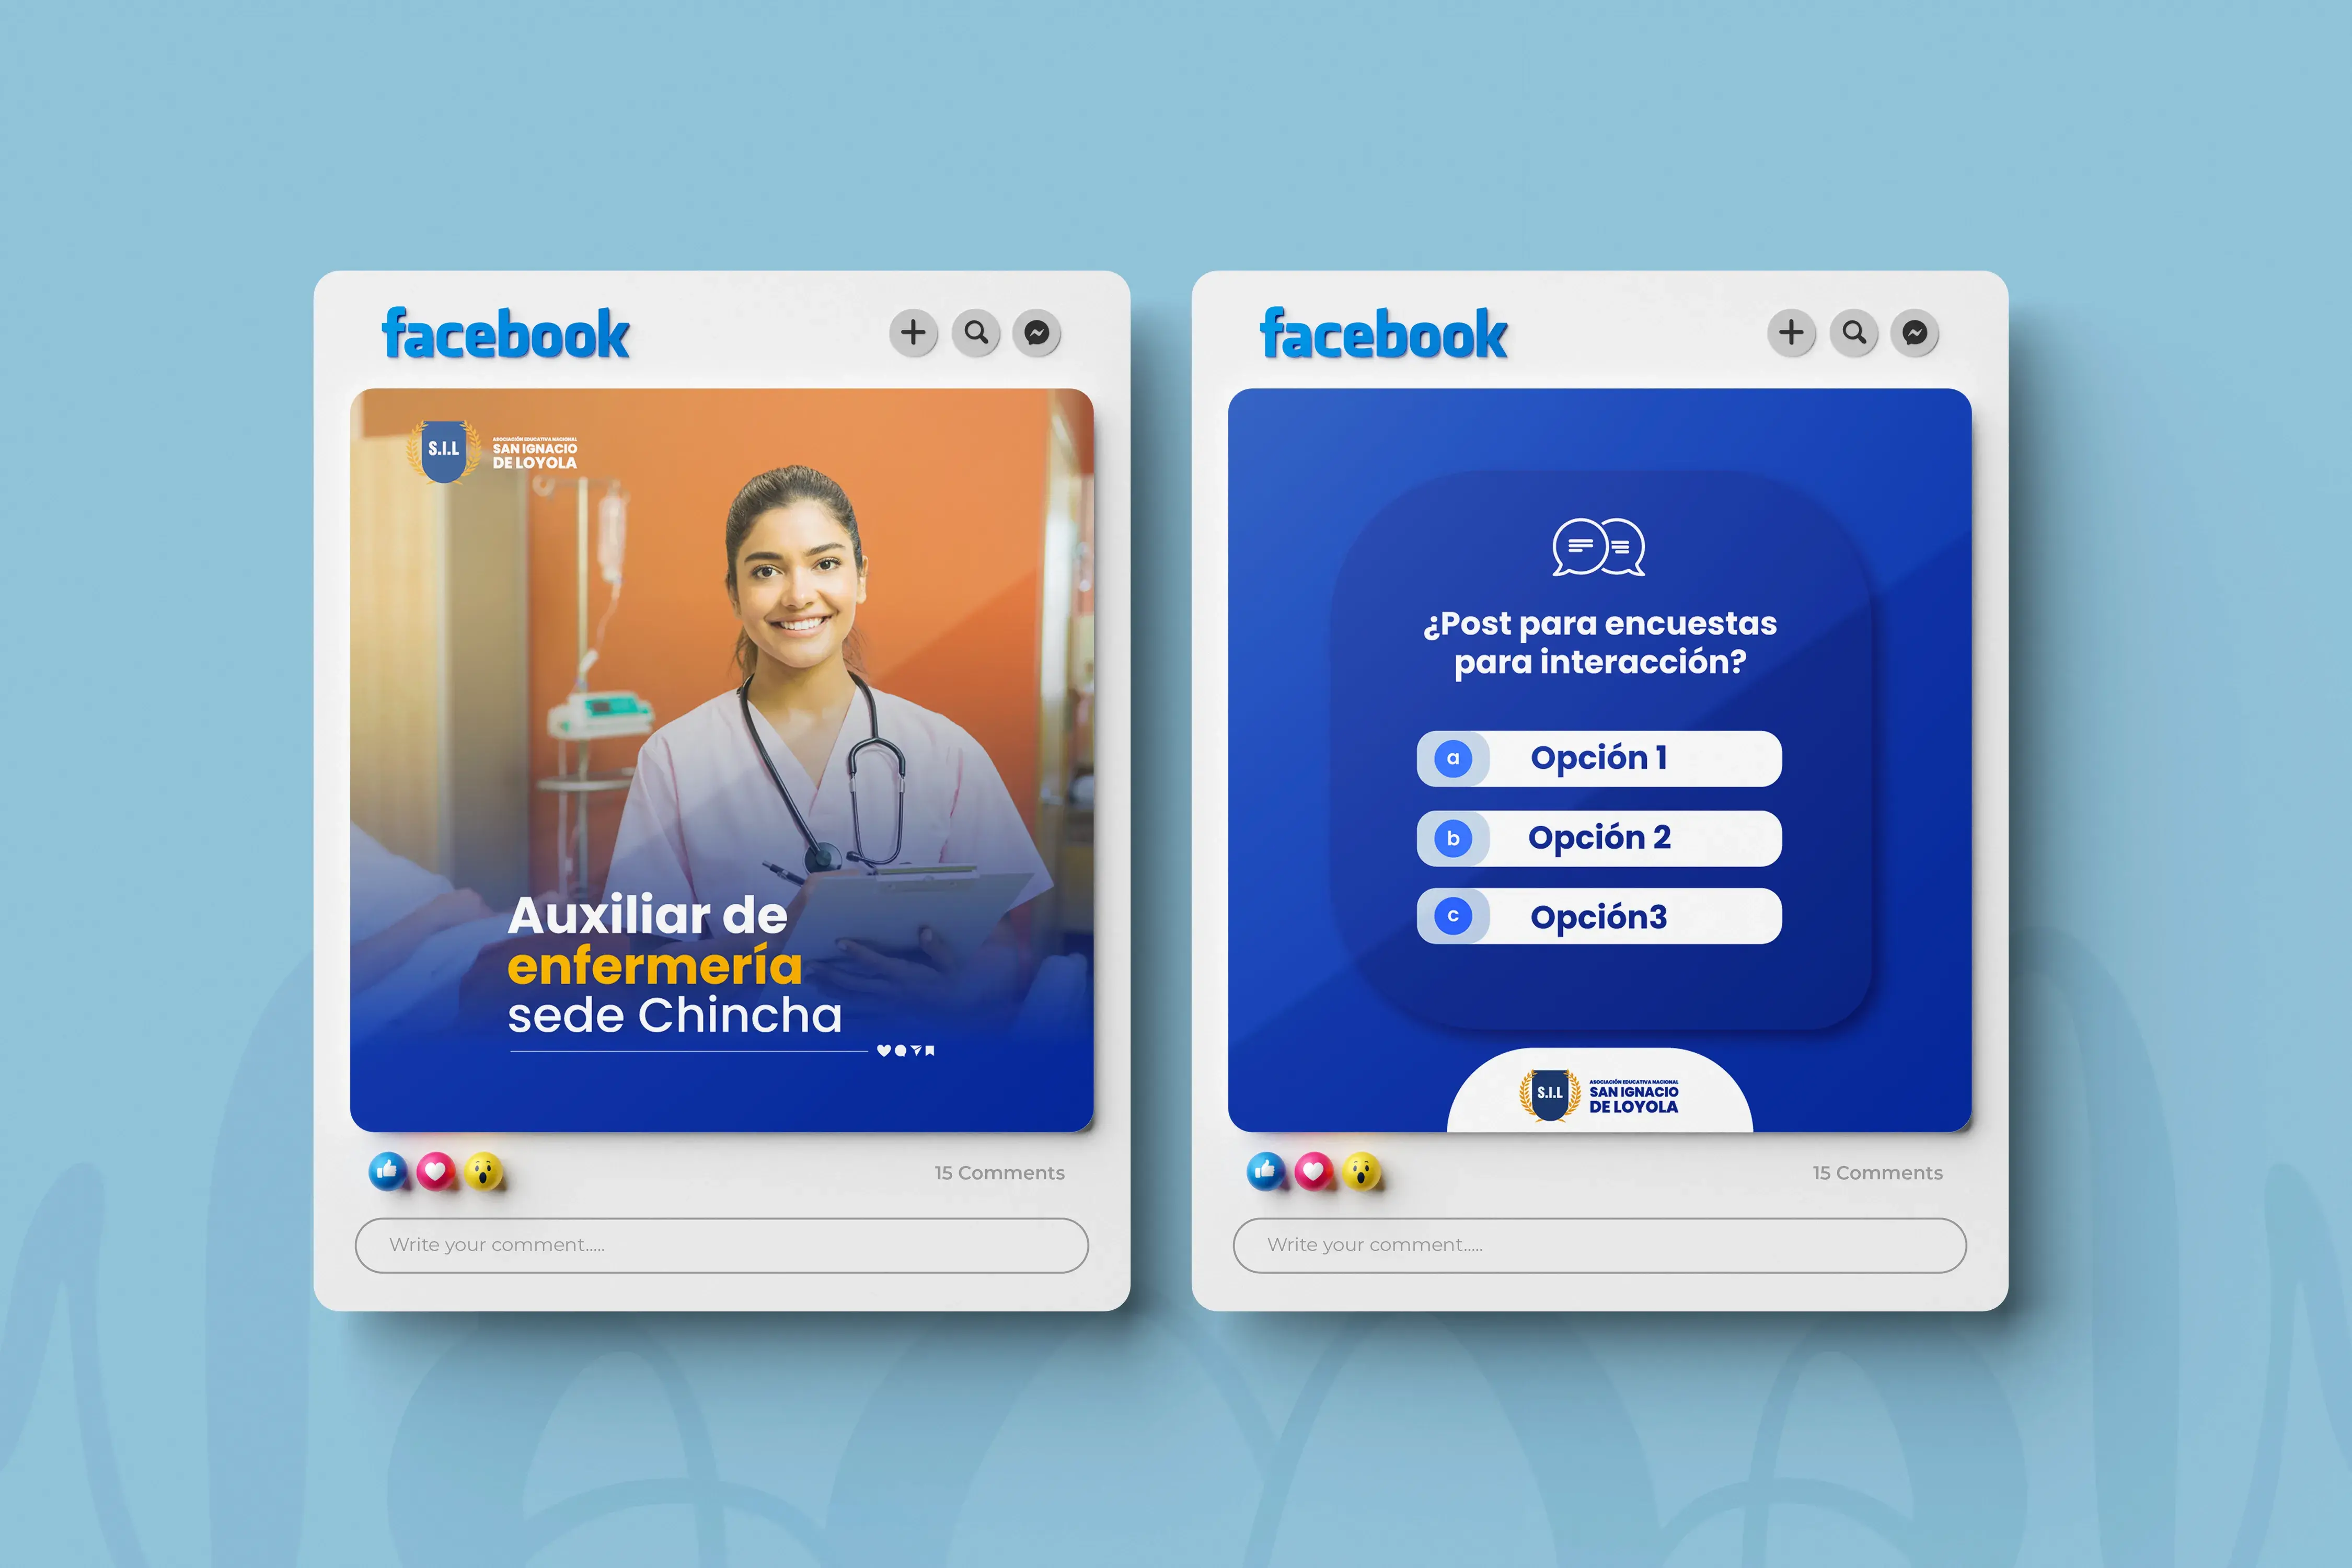 facebook
S.I.L
ASOCIACIÓN EDUCATIVA NACIONAL
SAN IGNACIO
DE LOYOLA
Auxiliar de
enfermería
sede Chincha
15 Comments
Write your comment.....
facebook
¿Post para encuestas
para interacción?
a Opción 1
b Opción 2
c Opción3
S.I.L
ASOCIACIÓN EDUCATIVA NACIONAL
SAN IGNACIO
DE LOYOLA
15 Comments
Write your comment.....